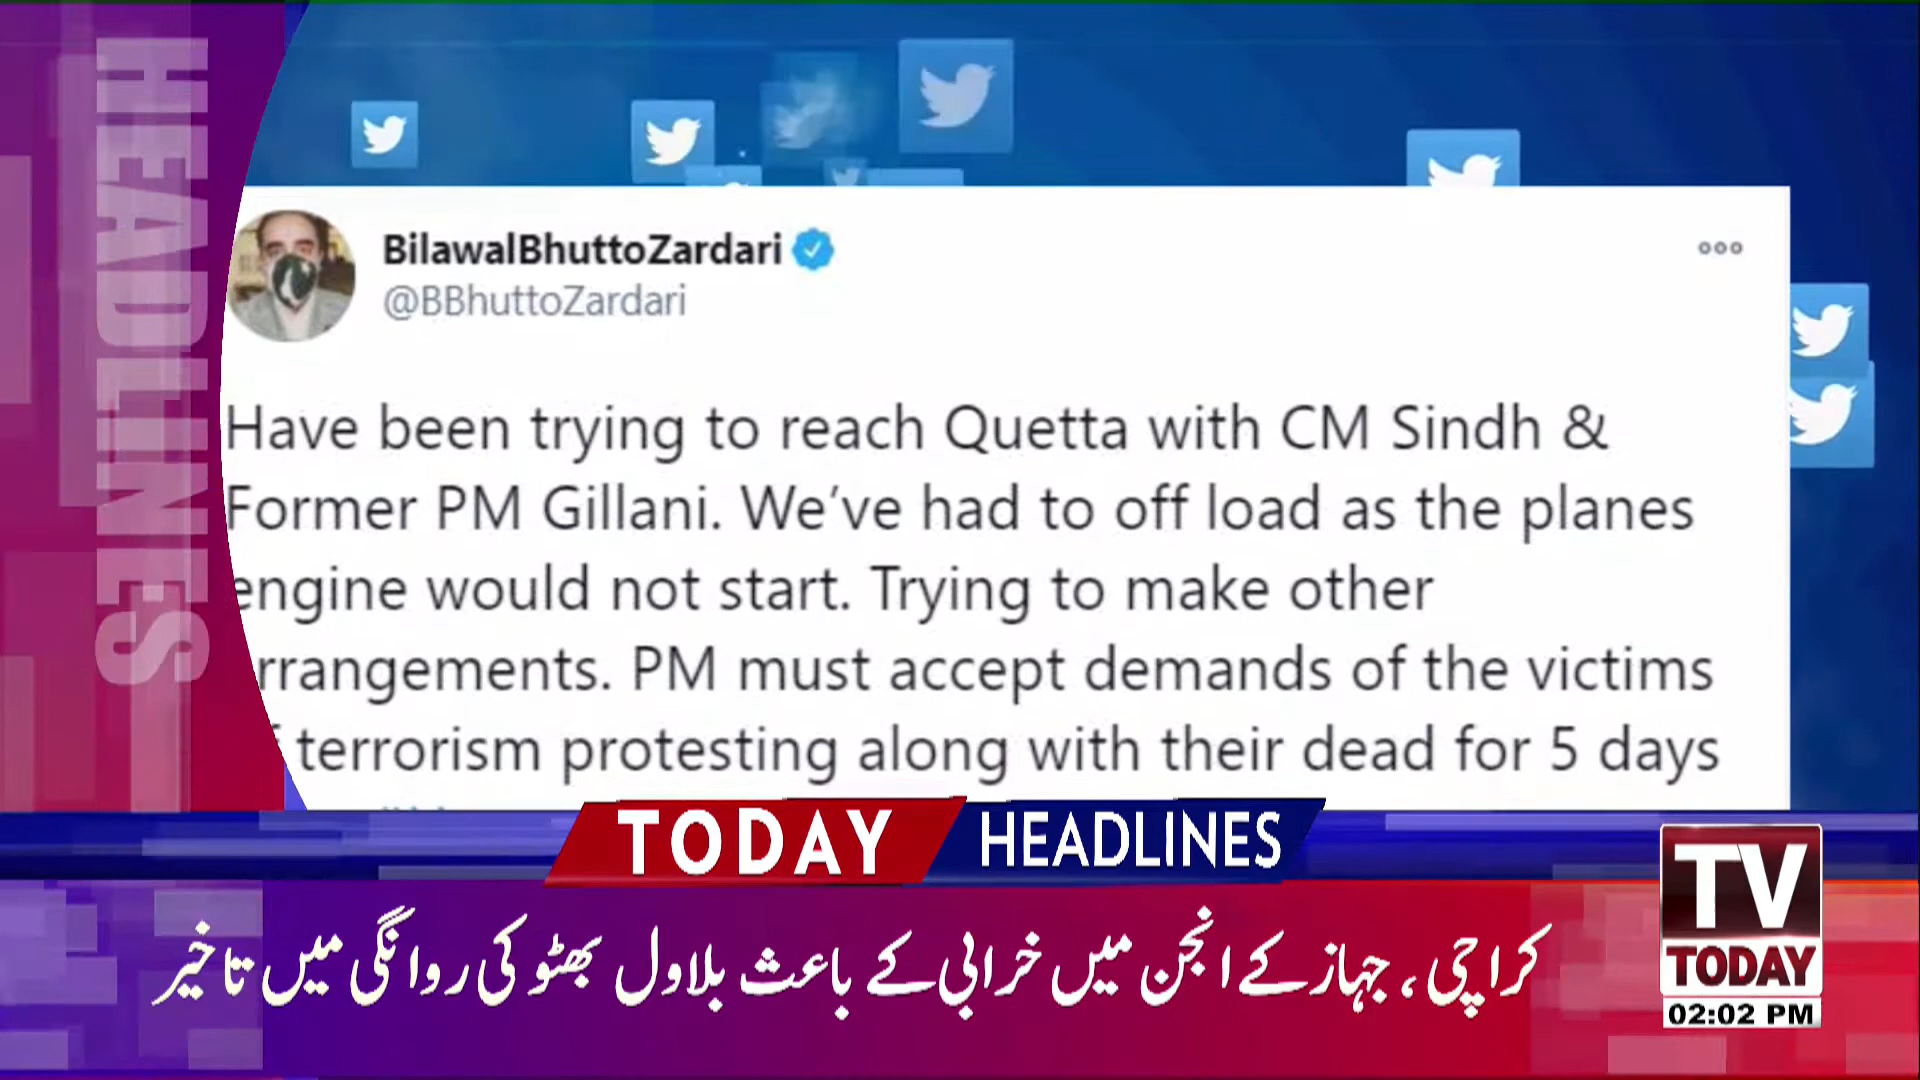 HEADLINES
BilawalBhuttoZardari
@BBhuttoZardari
Have been trying to reach Quetta with CM Sindh &
Former PM Gillani. We’ve had to off load as the planes
engine would not start. Trying to make other
rrangements. PM must accept demands of the victims
terrorism protesting along with their dead for 5 days
TODAY HEADLINES
کراچی، جہاز کے انجن میں خرابی کے باعث بلاول بھٹو کی روانگی میں تاخیر
TV
TODAY
02:02 PM